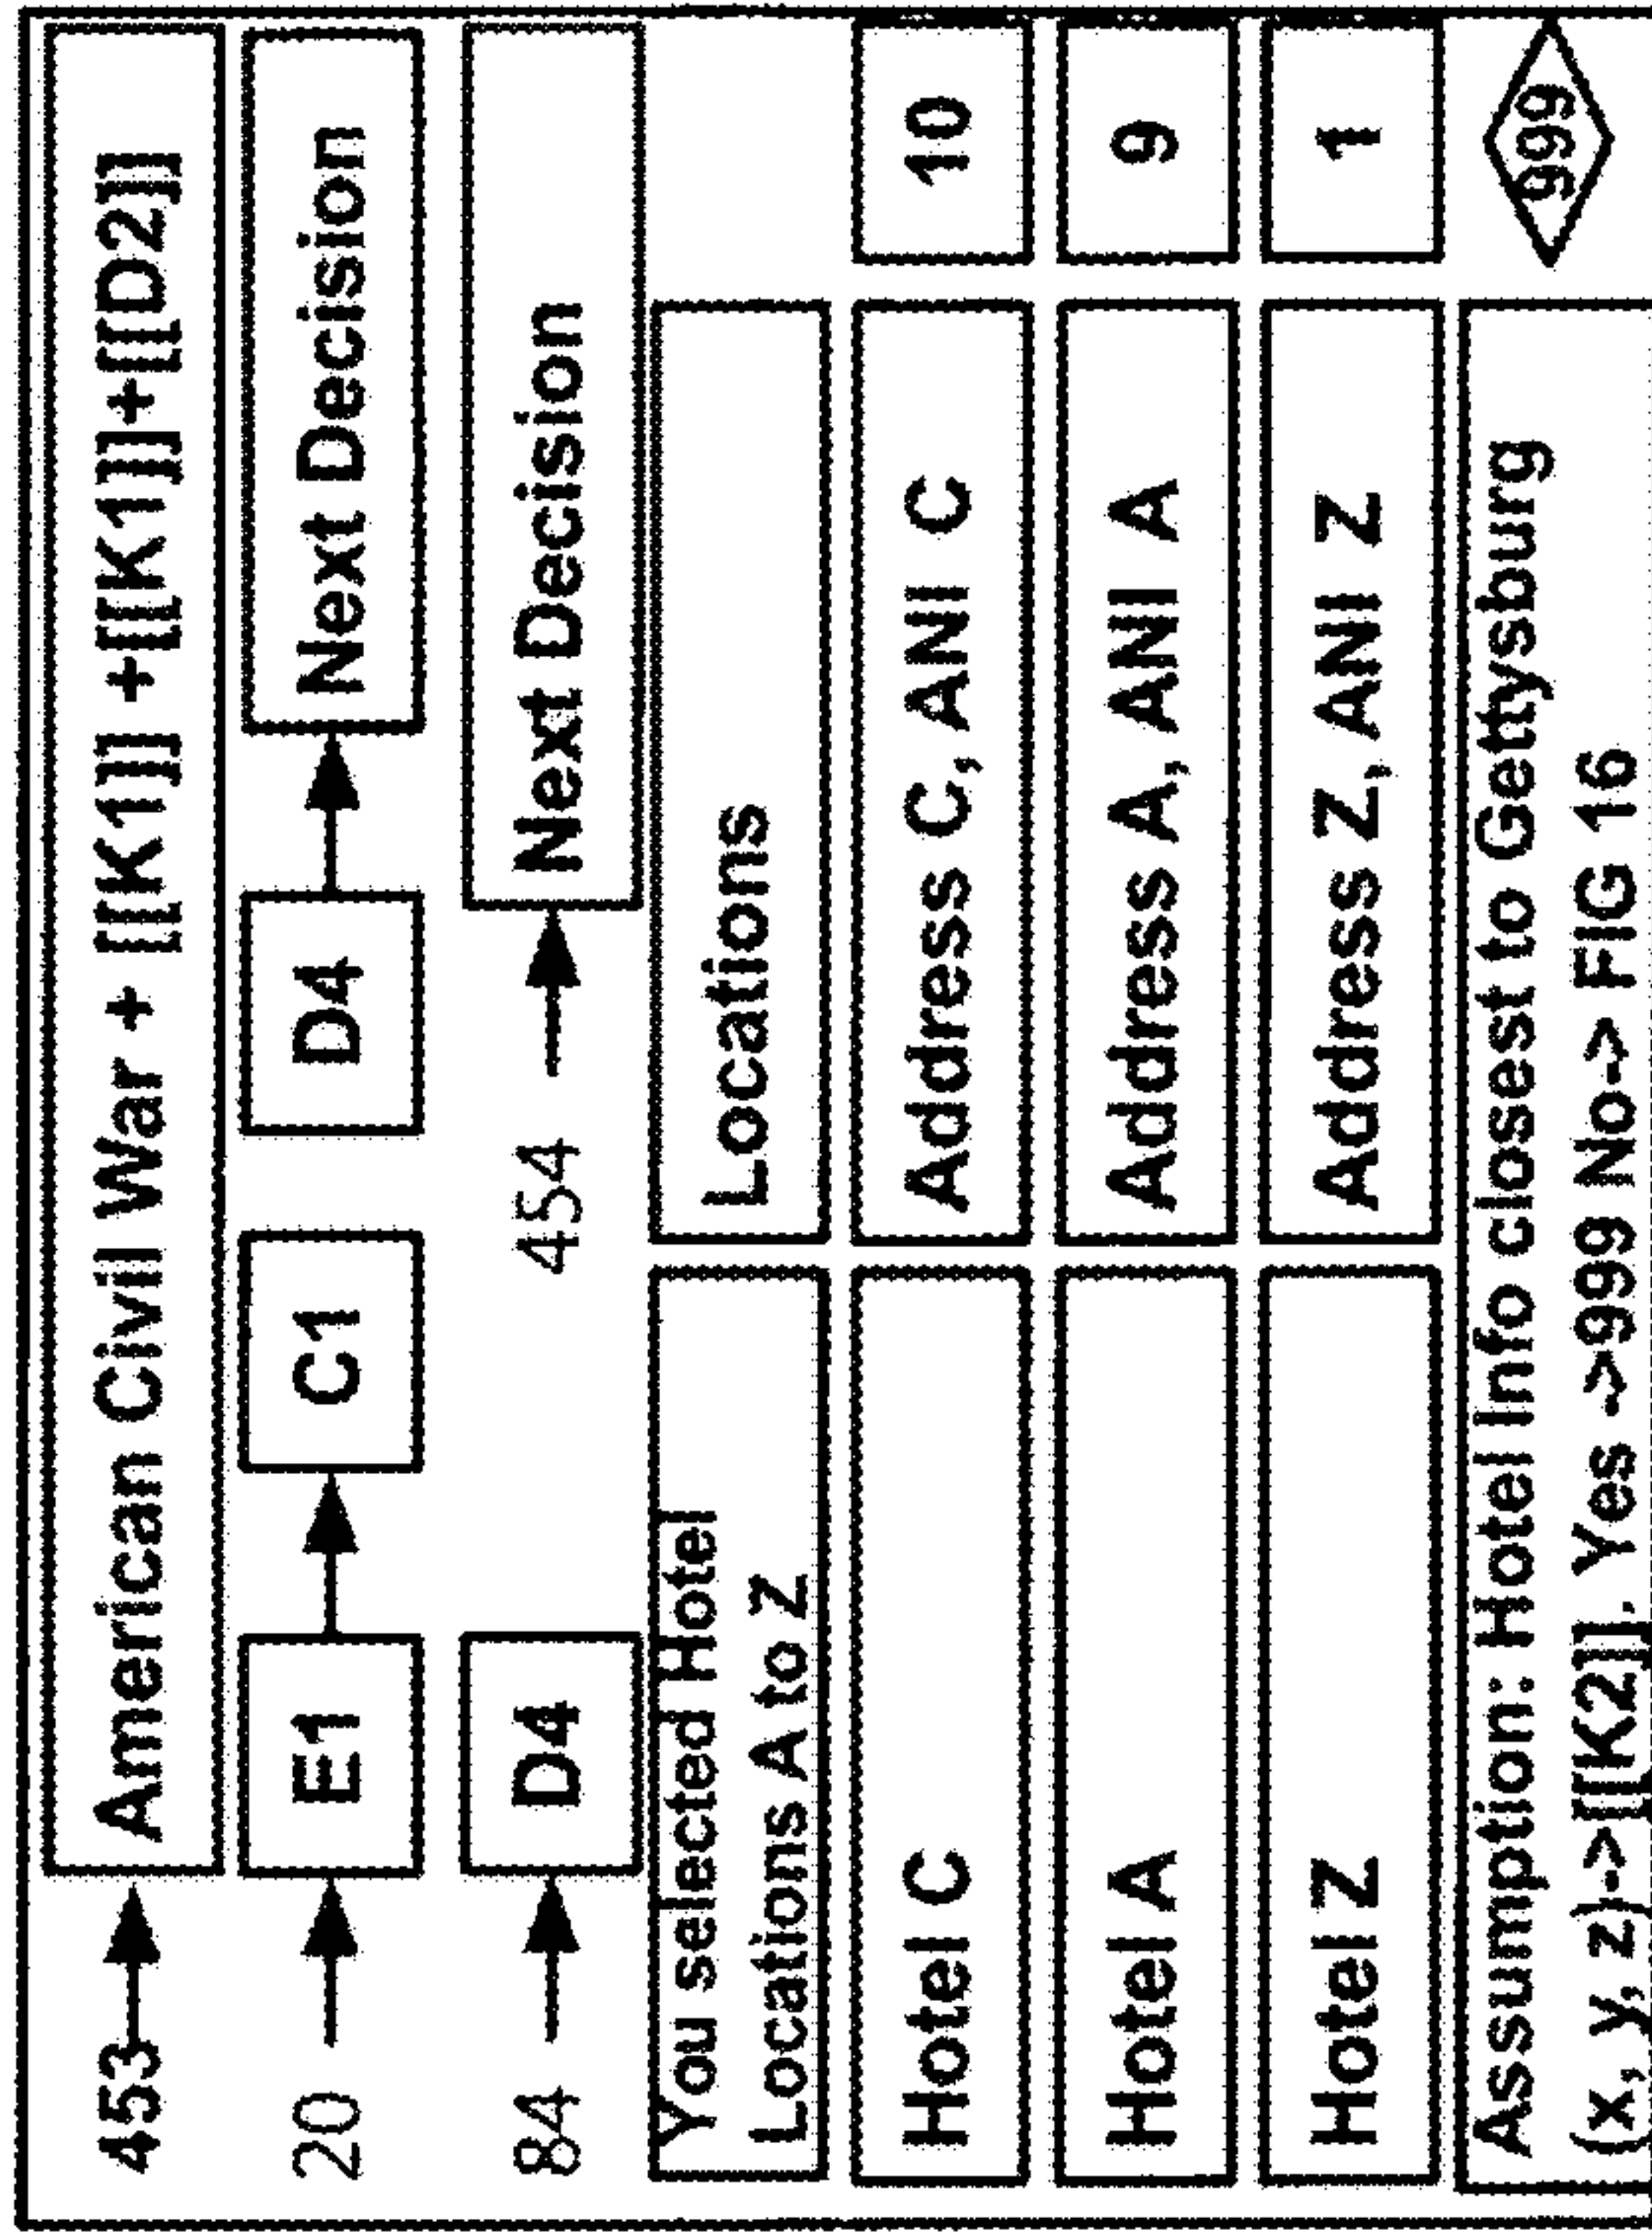 453 American Civil War + [[K1]] +[[K1]]+[[D2]]
20 E1 C1 D4 Next Decision
84 D4 454 Next Decision
You selected Hotel
Locations A to Z
Locations
Hotel C Address C, ANI C 10
Hotel A Address A, ANI A 9
Hotel Z Address Z, ANI Z 1
Assumption: Hotel Info closest to Gettysburg
(x, y, z)->[[K2]]. Yes ->999 No-> FIG 16
999